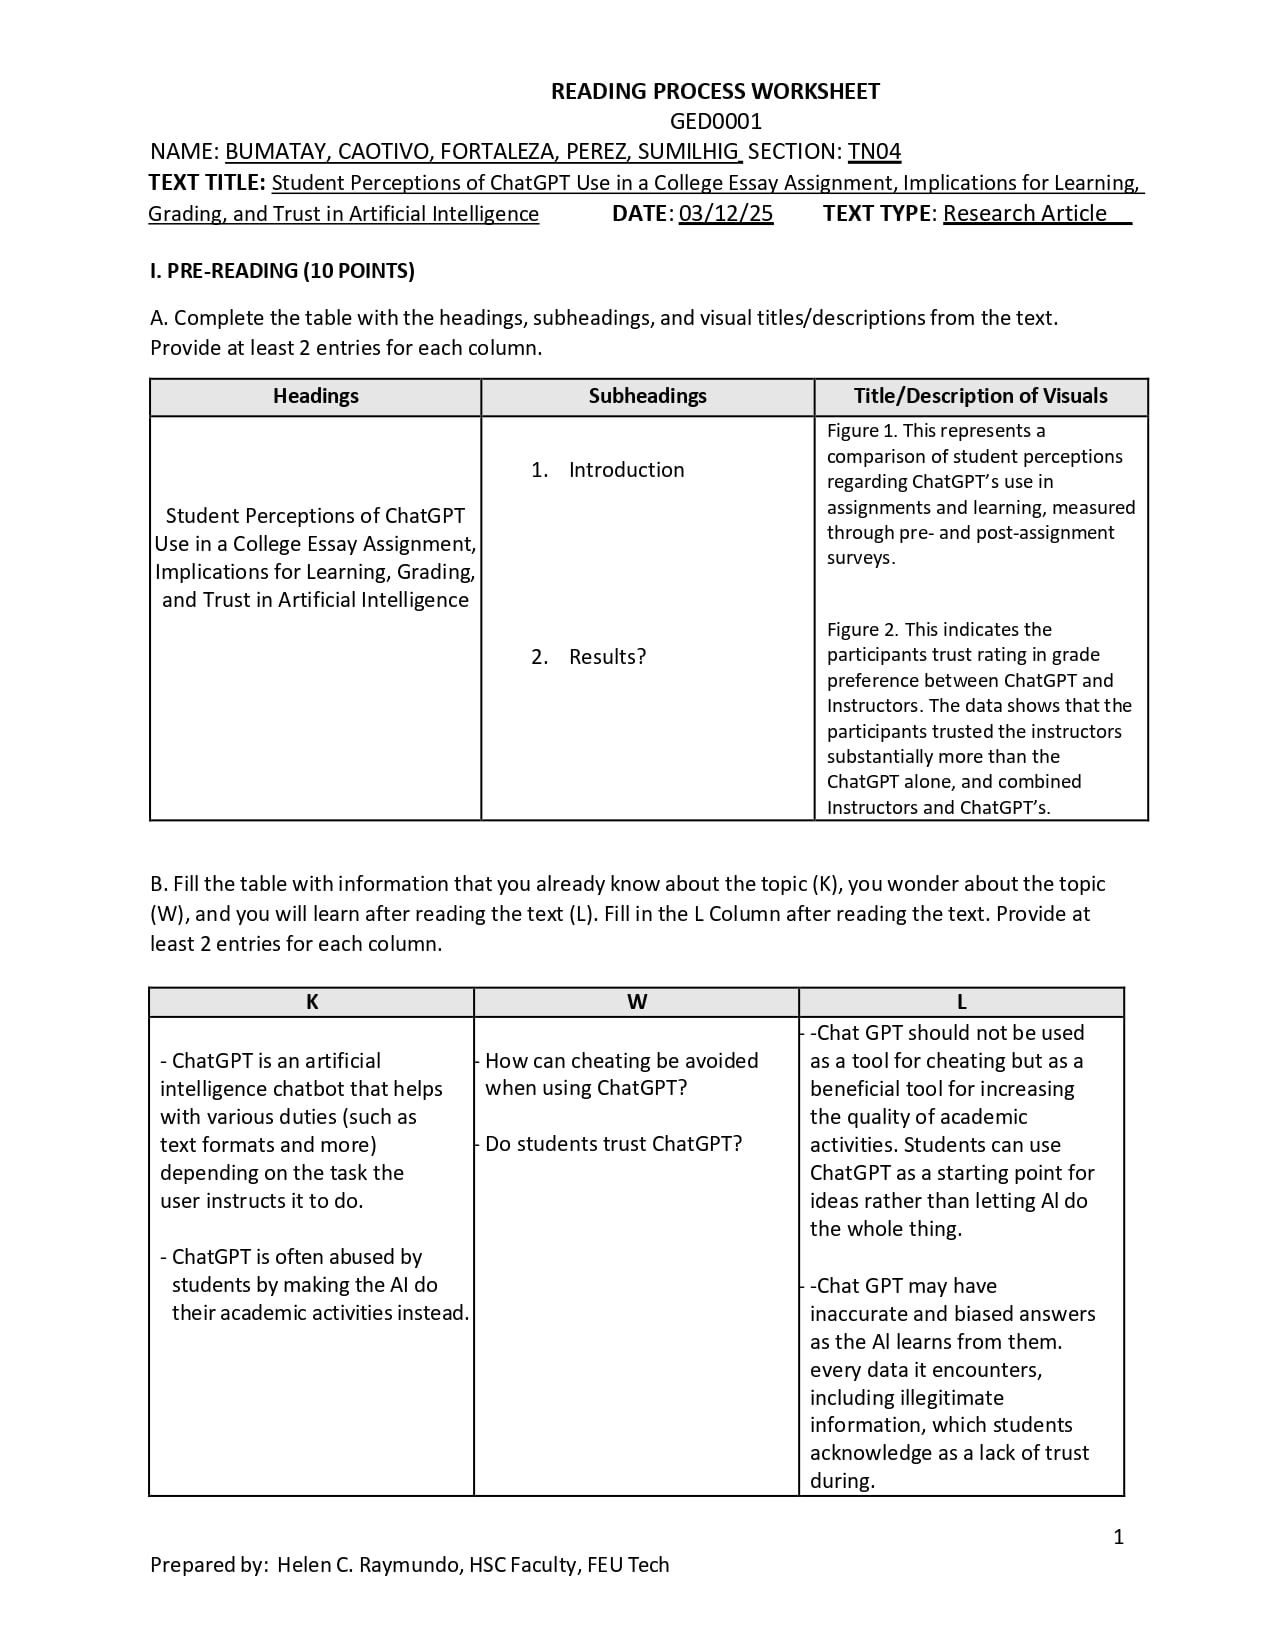 READING PROCESS WORKSHEET
GED0001
NAME: BUMATAY, CAOTIVO, FORTALEZA, PEREZ, SUMILHIG SECTION: TN04
TEXT TITLE: Student Perceptions of ChatGPT Use in a College Essay Assignment, Implications for Learning,
Grading, and Trust in Artificial Intelligence DATE: 03/12/25 TEXT TYPE: Research Article__
I. PRE-READING (10 POINTS)
A. Complete the table with the headings, subheadings, and visual titles/descriptions from the text.
Provide at least 2 entries for each column.
Headings
Subheadings
Title/Description of Visuals
Student Perceptions of ChatGPT
Use in a College Essay Assignment,
Implications for Learning, Grading,
and Trust in Artificial Intelligence
1. Introduction
2. Results?
Figure 1. This represents a
comparison of student perceptions
regarding ChatGPT’s use in
assignments and learning, measured
through pre- and post-assignment
surveys.
Figure 2. This indicates the
participants trust rating in grade
preference between ChatGPT and
Instructors. The data shows that the
participants trusted the instructors
substantially more than the
ChatGPT alone, and combined
Instructors and ChatGPT’s.
B. Fill the table with information that you already know about the topic (K), you wonder about the topic
(W), and you will learn after reading the text (L). Fill in the L Column after reading the text. Provide at
least 2 entries for each column.
K
W
L
- ChatGPT is an artificial
intelligence chatbot that helps
with various duties (such as
text formats and more)
depending on the task the
user instructs it to do.
- ChatGPT is often abused by
students by making the AI do
their academic activities instead.
- How can cheating be avoided
when using ChatGPT?
- Do students trust ChatGPT?
- -Chat GPT should not be used
as a tool for cheating but as a
beneficial tool for increasing
the quality of academic
activities. Students can use
ChatGPT as a starting point for
ideas rather than letting Al do
the whole thing.
- -Chat GPT may have
inaccurate and biased answers
as the Al learns from them.
every data it encounters,
including illegitimate
information, which students
acknowledge as a lack of trust
during.
1
Prepared by: Helen C. Raymundo, HSC Faculty, FEU Tech